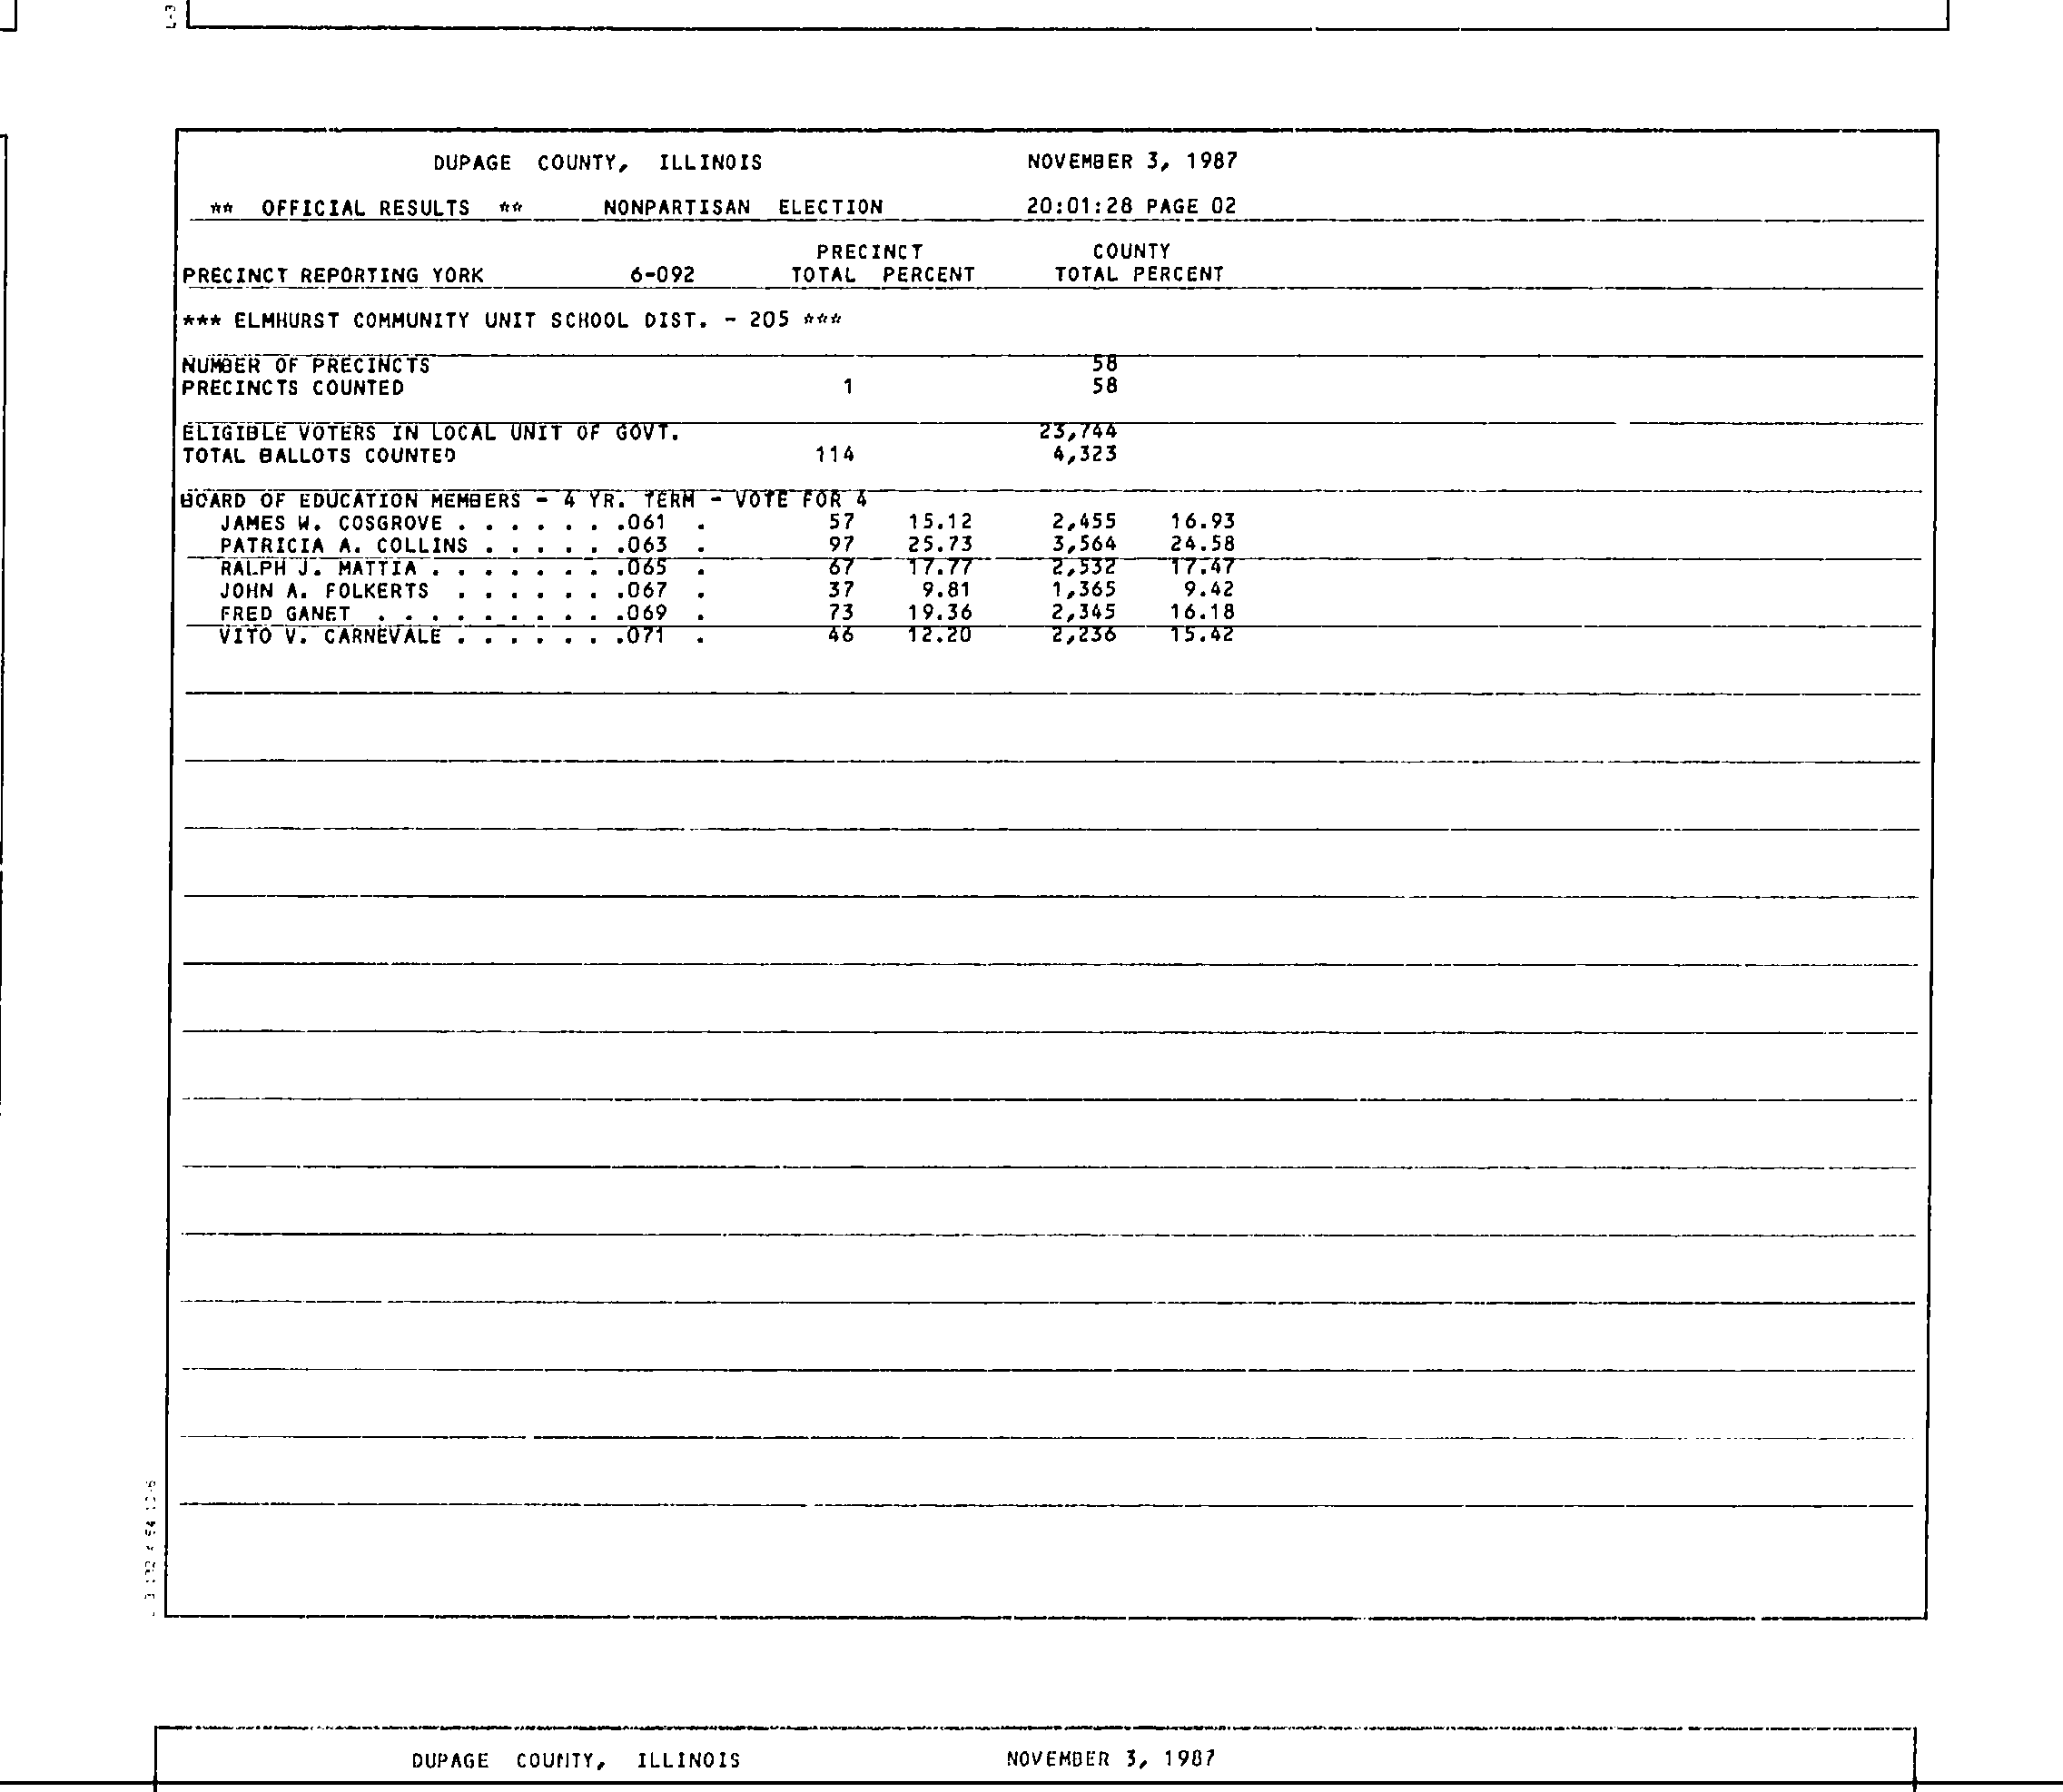 L-3
DUPAGE COUNTY, ILLINOIS NOVEMBER 3, 1987
** OFFICIAL RESULTS ** NONPARTISAN ELECTION 20:01:28 PAGE 02
PRECINCT COUNTY
PRECINCT REPORTING YORK 6-092 TOTAL PERCENT TOTAL PERCENT
*** ELMHURST COMMUNITY UNIT SCHOOL DIST. - 205 ***
NUMBER OF PRECINCTS 58
PRECINCTS COUNTED 1 58
ELIGIBLE VOTERS IN LOCAL UNIT OF GOVT. 23,744
TOTAL BALLOTS COUNTED 114 4,323
BOARD OF EDUCATION MEMBERS - 4 YR. TERM - VOTE FOR 4
JAMES W. COSGROVE . . . . . . .061 . 57 15.12 2,455 16.93
PATRICIA A. COLLINS . . . . . .063 . 97 25.73 3,564 24.58
RALPH J. MATTIA . . . . . . . .065 . 67 17.77 2,532 17.47
JOHN A. FOLKERTS . . . . . . .067 . 37 9.81 1,365 9.42
FRED GANET . . . . . . . . . .069 . 73 19.36 2,345 16.18
VITO V. CARNEVALE . . . . . . .071 . 46 12.20 2,236 15.42
DUPAGE COUNTY, ILLINOIS NOVEMBER 3, 1987